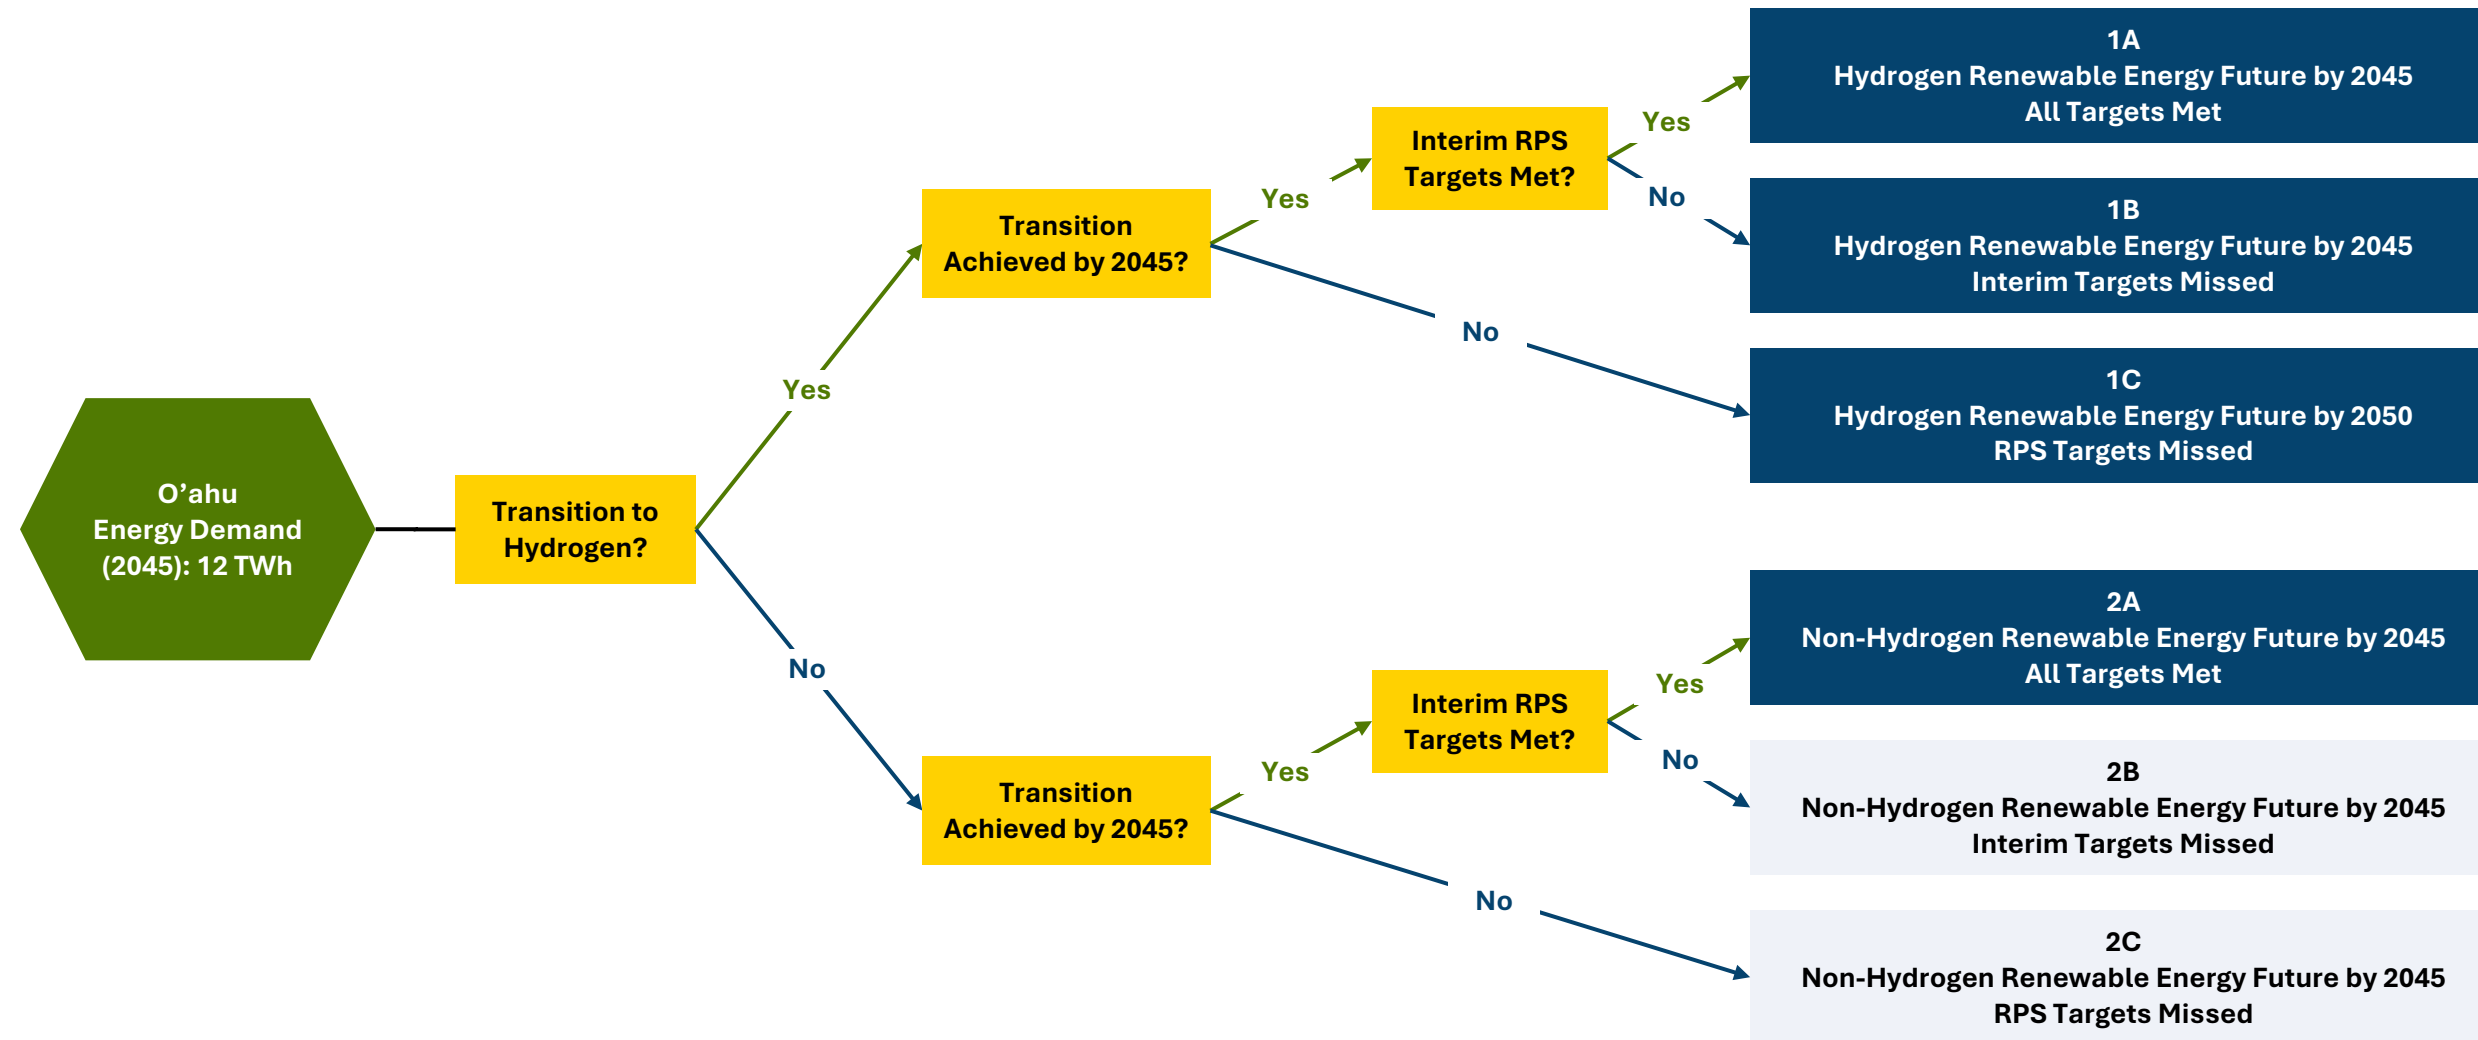 O’ahu
Energy Demand
(2045): 12 TWh
Transition to
Hydrogen?
Yes
No
Transition
Achieved by 2045?
Yes
No
Interim RPS
Targets Met?
Yes
No
1A
Hydrogen Renewable Energy Future by 2045
All Targets Met
1B
Hydrogen Renewable Energy Future by 2045
Interim Targets Missed
1C
Hydrogen Renewable Energy Future by 2050
RPS Targets Missed
Transition
Achieved by 2045?
Yes
No
Interim RPS
Targets Met?
Yes
No
2A
Non-Hydrogen Renewable Energy Future by 2045
All Targets Met
2B
Non-Hydrogen Renewable Energy Future by 2045
Interim Targets Missed
2C
Non-Hydrogen Renewable Energy Future by 2045
RPS Targets Missed